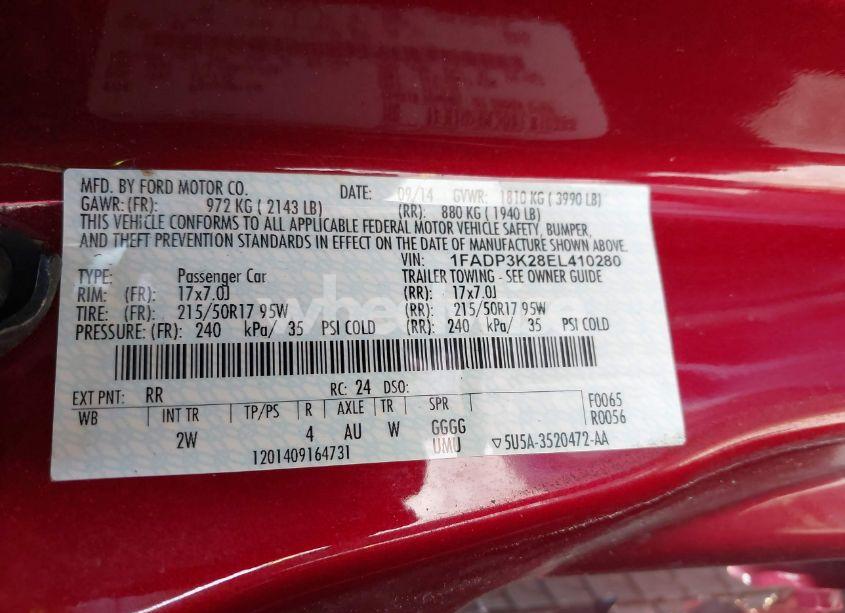 MFD. BY FORD MOTOR CO. DATE: 09/14 GVWR: 1810 KG ( 3990 LB)
GAWR: (FR): 972 KG ( 2143 LB) (RR): 880 KG ( 1940 LB)
THIS VEHICLE CONFORMS TO ALL APPLICABLE FEDERAL MOTOR VEHICLE SAFETY, BUMPER,
AND THEFT PREVENTION STANDARDS IN EFFECT ON THE DATE OF MANUFACTURE SHOWN ABOVE.
VIN: 1FADP3K28EL410280
TYPE: Passenger Car TRAILER TOWING - SEE OWNER GUIDE
RIM: (FR): 17x7.0J (RR): 17x7.0J
TIRE: (FR): 215/50R17 95W (RR): 215/50R17 95W
PRESSURE: (FR): 240 kPa/ 35 PSI COLD (RR): 240 kPa/ 35 PSI COLD
EXT PNT: RR RC: 24 DSO:
WB INT TR TP/PS R AXLE TR SPR F0065
R0056
2W 4 AU W GGGG
UMU
1201409164731
5U5A-3520472-AA